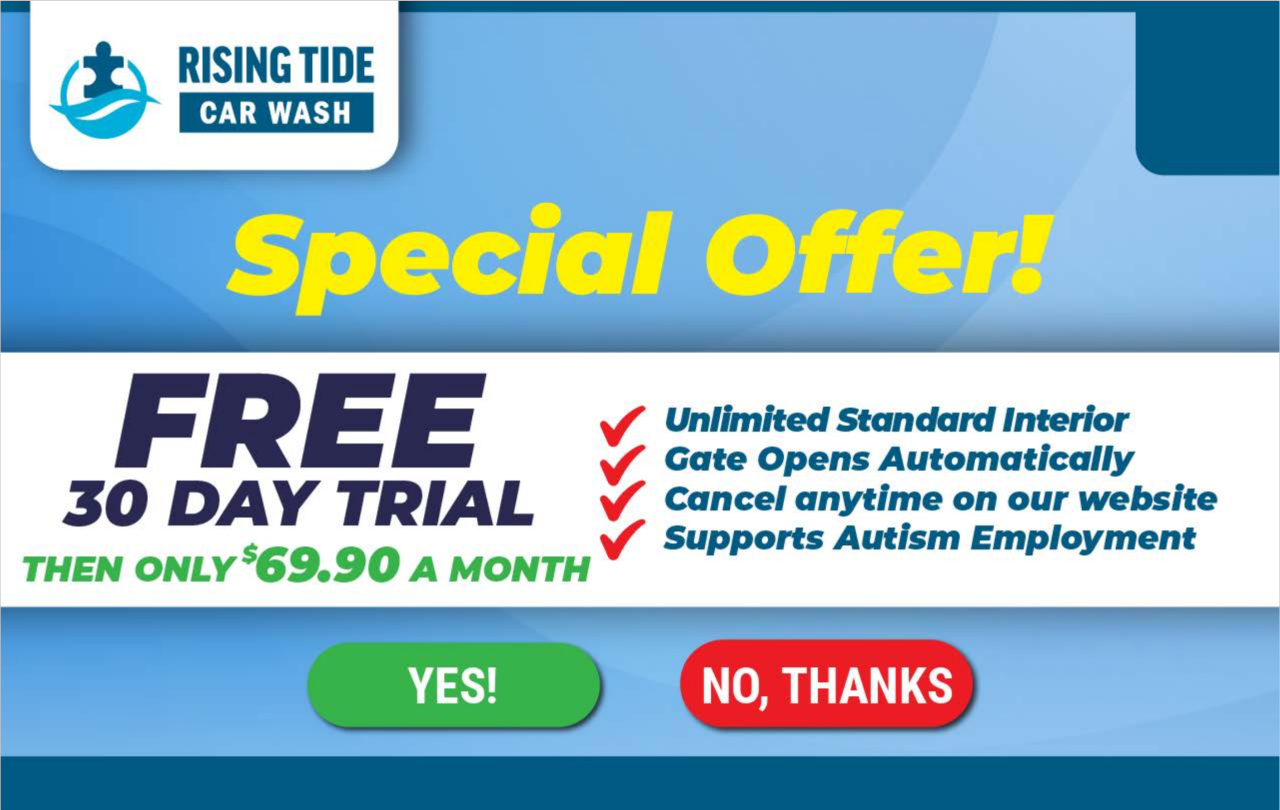 RISING TIDE
CAR WASH
Special Offer!
FREE
30 DAY TRIAL
THEN ONLY $69.90 A MONTH
Unlimited Standard Interior
Gate Opens Automatically
Cancel anytime on our website
Supports Autism Employment
YES!
NO, THANKS